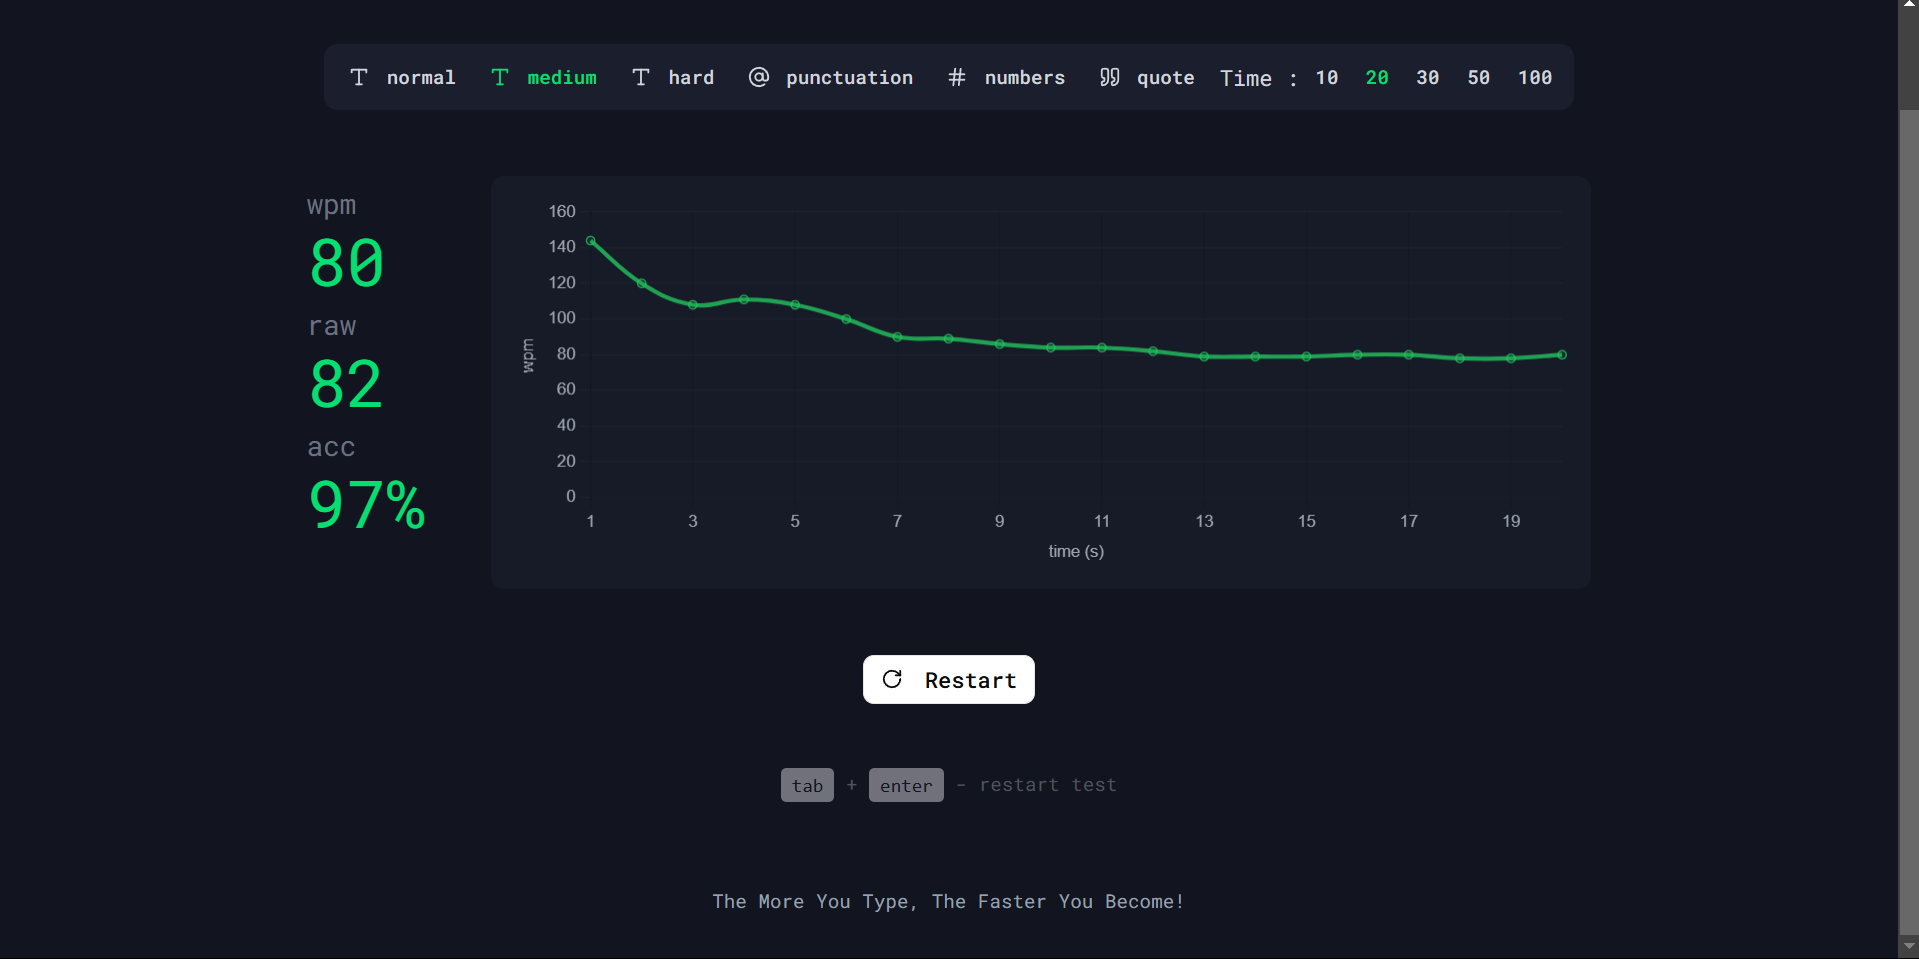 normal medium hard @ punctuation # numbers quote Time : 10 20 30 50 100
wpm
80
raw
82
acc
97%
160
140
120
100
80
60
40
20
0
wpm
1 3 5 7 9 11 13 15 17 19
time (s)
Restart
tab + enter - restart test
The More You Type, The Faster You Become!